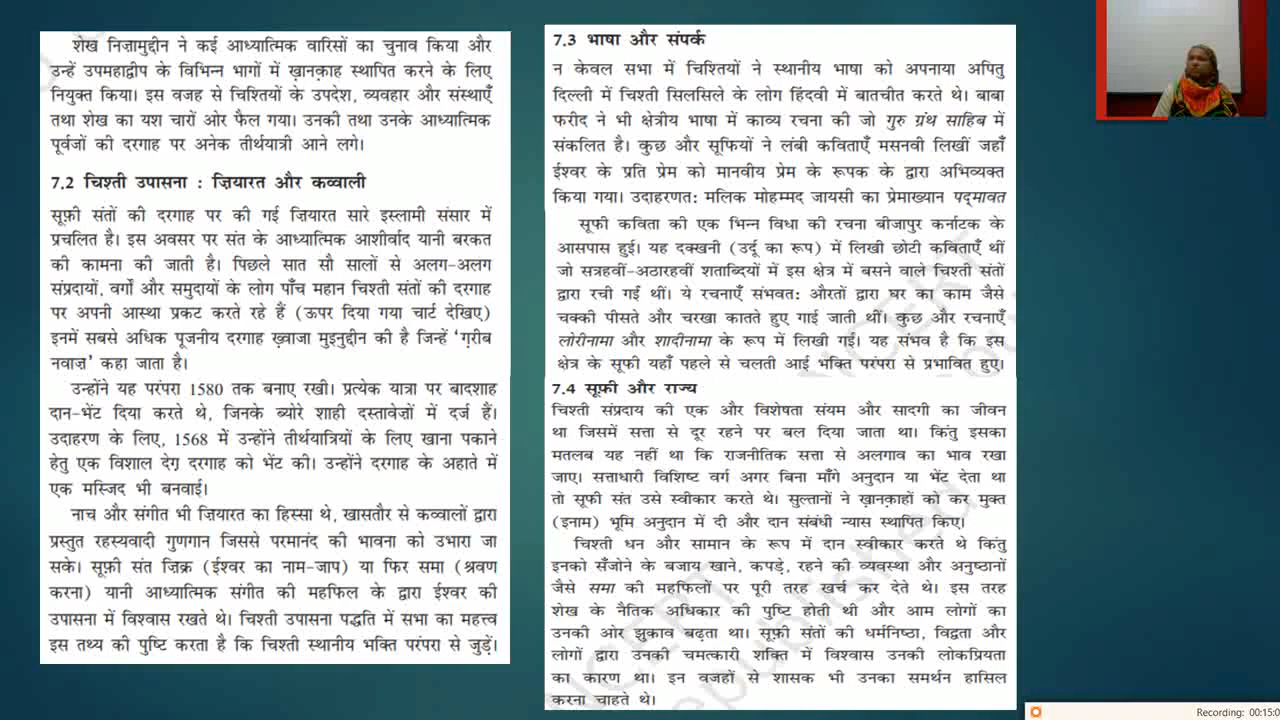 शेख निज़ामुद्दीन ने कई आध्यात्मिक वारिसों का चुनाव किया और
उन्हें उपमहाद्वीप के विभिन्न भागों में ख़ानक़ाह स्थापित करने के लिए
नियुक्त किया। इस वजह से चिश्तियों के उपदेश, व्यवहार और संस्थाएँ
तथा शेख का यश चारों ओर फैल गया। उनकी तथा उनके आध्यात्मिक
पूर्वजों की दरगाह पर अनेक तीर्थयात्री आने लगे।
7.2 चिश्ती उपासना : ज़ियारत और कव्वाली
सूफ़ी संतों की दरगाह पर की गई ज़ियारत सारे इस्लामी संसार में
प्रचलित है। इस अवसर पर संत के आध्यात्मिक आशीर्वाद यानी बरकत
की कामना की जाती है। पिछले सात सौ सालों से अलग-अलग
संप्रदायों, वर्गों और समुदायों के लोग पाँच महान चिश्ती संतों की दरगाह
पर अपनी आस्था प्रकट करते रहे हैं (ऊपर दिया गया चार्ट देखिए)
इनमें सबसे अधिक पूजनीय दरगाह ख़्वाजा मुइनुद्दीन की है जिन्हें ‘ग़रीब
नवाज़’ कहा जाता है।
उन्होंने यह परंपरा 1580 तक बनाए रखी। प्रत्येक यात्रा पर बादशाह
दान-भेंट दिया करते थे, जिनके ब्योरे शाही दस्तावेज़ों में दर्ज हैं।
उदाहरण के लिए, 1568 में उन्होंने तीर्थयात्रियों के लिए खाना पकाने
हेतु एक विशाल देग़ दरगाह को भेंट की। उन्होंने दरगाह के अहाते में
एक मस्जिद भी बनवाई।
नाच और संगीत भी ज़ियारत का हिस्सा थे, खासतौर से कव्वालों द्वारा
प्रस्तुत रहस्यवादी गुणगान जिससे परमानंद की भावना को उभारा जा
सके। सूफ़ी संत ज़िक्र (ईश्वर का नाम-जाप) या फिर समा (श्रवण
करना) यानी आध्यात्मिक संगीत की महफिल के द्वारा ईश्वर की
उपासना में विश्वास रखते थे। चिश्ती उपासना पद्धति में सभा का महत्त्व
इस तथ्य की पुष्टि करता है कि चिश्ती स्थानीय भक्ति परंपरा से जुड़ें।
7.3 भाषा और संपर्क
न केवल सभा में चिश्तियों ने स्थानीय भाषा को अपनाया अपितु
दिल्ली में चिश्ती सिलसिले के लोग हिंदवी में बातचीत करते थे। बाबा
फरीद ने भी क्षेत्रीय भाषा में काव्य रचना की जो गुरु ग्रंथ साहिब में
संकलित है। कुछ और सूफियों ने लंबी कविताएँ मसनवी लिखीं जहाँ
ईश्वर के प्रति प्रेम को मानवीय प्रेम के रूपक के द्वारा अभिव्यक्त
किया गया। उदाहरणत: मलिक मोहम्मद जायसी का प्रेमाख्यान पद्मावत
सूफी कविता की एक भिन्न विधा की रचना बीजापुर कर्नाटक के
आसपास हुई। यह दक्खनी (उर्दू का रूप) में लिखी छोटी कविताएँ थीं
जो सत्रहवीं-अठारहवीं शताब्दियों में इस क्षेत्र में बसने वाले चिश्ती संतों
द्वारा रची गईं थीं। ये रचनाएँ संभवत: औरतों द्वारा घर का काम जैसे
चक्की पीसते और चरखा कातते हुए गाई जाती थीं। कुछ और रचनाएँ
लोरीनामा और शादीनामा के रूप में लिखी गईं। यह संभव है कि इस
क्षेत्र के सूफी यहाँ पहले से चलती आई भक्ति परंपरा से प्रभावित हुए।
7.4 सूफ़ी और राज्य
चिश्ती संप्रदाय की एक और विशेषता संयम और सादगी का जीवन
था जिसमें सत्ता से दूर रहने पर बल दिया जाता था। किंतु इसका
मतलब यह नहीं था कि राजनीतिक सत्ता से अलगाव का भाव रखा
जाए। सत्ताधारी विशिष्ट वर्ग अगर बिना माँगे अनुदान या भेंट देता था
तो सूफी संत उसे स्वीकार करते थे। सुल्तानों ने ख़ानक़ाहों को कर मुक्त
(इनाम) भूमि अनुदान में दी और दान संबंधी न्यास स्थापित किए।
चिश्ती धन और सामान के रूप में दान स्वीकार करते थे किंतु
इनको सँजोने के बजाय खाने, कपड़े, रहने की व्यवस्था और अनुष्ठानों
जैसे समा की महफिलों पर पूरी तरह खर्च कर देते थे। इस तरह
शेख के नैतिक अधिकार की पुष्टि होती थी और आम लोगों का
उनकी ओर झुकाव बढ़ता था। सूफ़ी संतों की धर्मनिष्ठा, विद्वता और
लोगों द्वारा उनकी चमत्कारी शक्ति में विश्वास उनकी लोकप्रियता
का कारण था। इन वजहों से शासक भी उनका समर्थन हासिल
करना चाहते थे।
Recording: 00:15:0